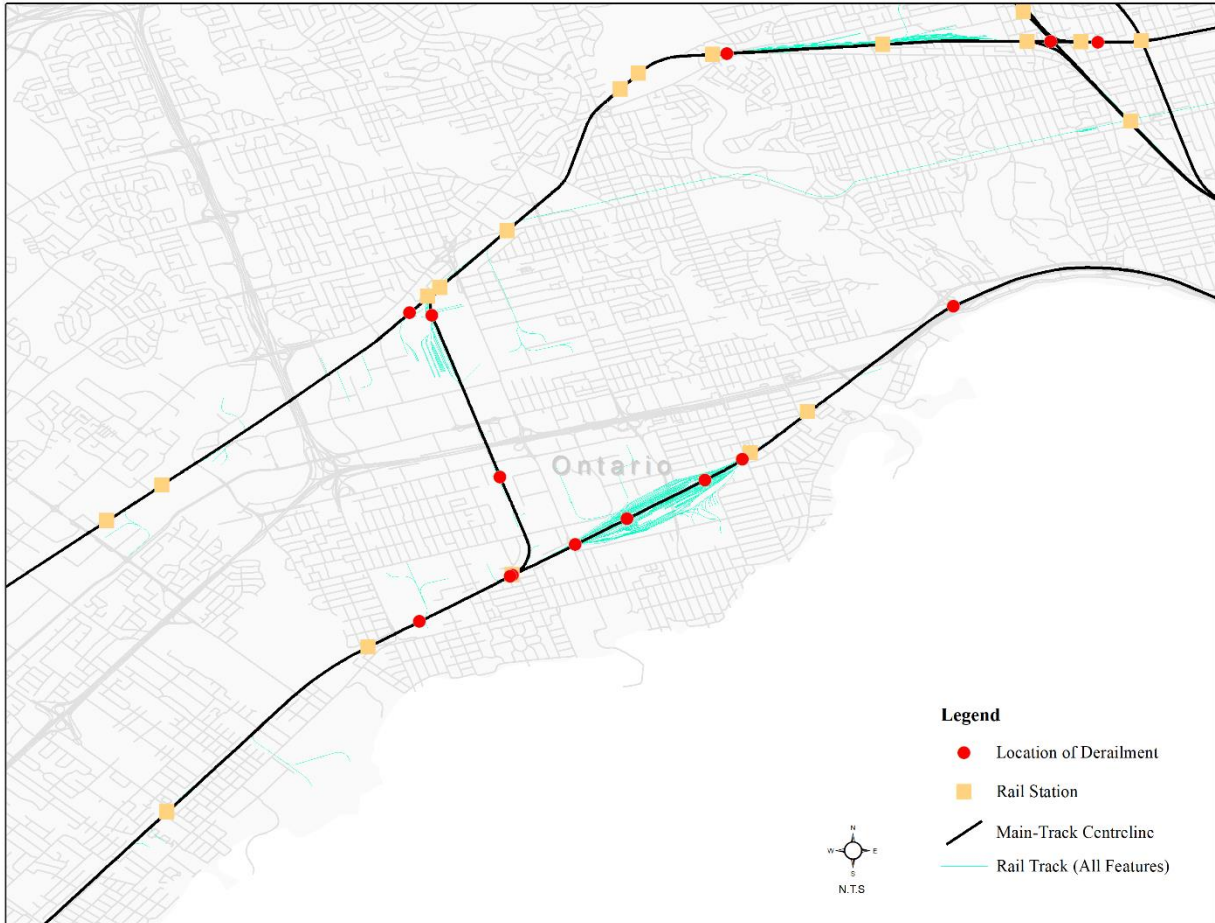 Ontario
Legend
Location of Derailment
Rail Station
Main-Track Centreline
Rail Track (All Features)
N
W E
S
N.T.S